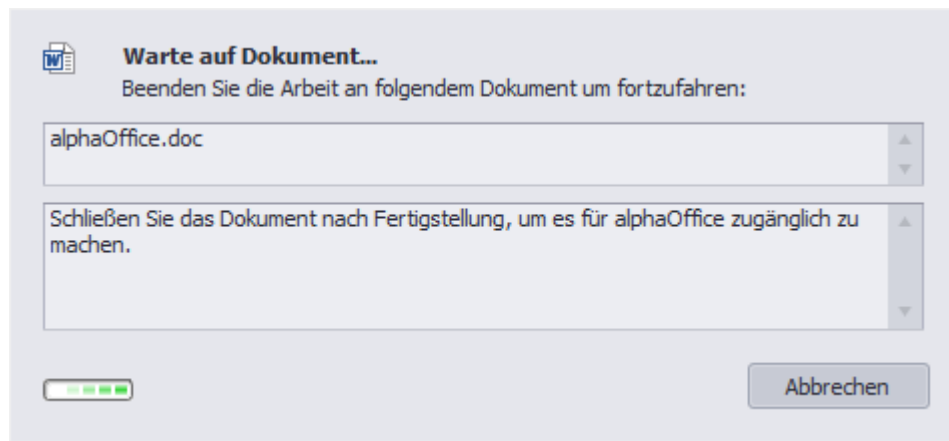 Warte auf Dokument...
Beenden Sie die Arbeit an folgendem Dokument um fortzufahren:
alphaOffice.doc
Schließen Sie das Dokument nach Fertigstellung, um es für alphaOffice zugänglich zu
machen.
Abbrechen